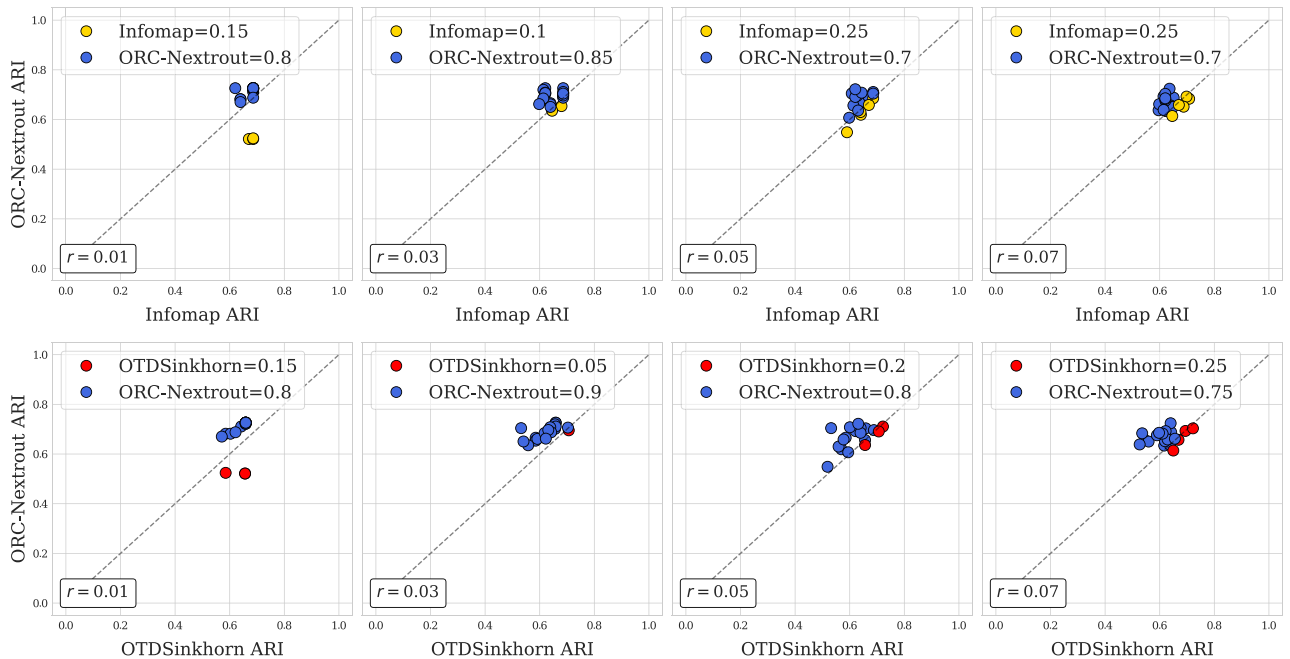 Infomap=0.15
ORC-Nextrout=0.8
Infomap=0.1
ORC-Nextrout=0.85
Infomap=0.25
ORC-Nextrout=0.7
Infomap=0.25
ORC-Nextrout=0.7
ORC-Nextrout ARI
1.0
0.8
0.6
0.4
0.2
0.0
r = 0.01
r = 0.03
r = 0.05
r = 0.07
0.0 0.2 0.4 0.6 0.8 1.0
0.0 0.2 0.4 0.6 0.8 1.0
0.0 0.2 0.4 0.6 0.8 1.0
0.0 0.2 0.4 0.6 0.8 1.0
Infomap ARI
Infomap ARI
Infomap ARI
Infomap ARI
OTDSinkhorn=0.15
ORC-Nextrout=0.8
OTDSinkhorn=0.05
ORC-Nextrout=0.9
OTDSinkhorn=0.2
ORC-Nextrout=0.8
OTDSinkhorn=0.25
ORC-Nextrout=0.75
ORC-Nextrout ARI
1.0
0.8
0.6
0.4
0.2
0.0
r = 0.01
r = 0.03
r = 0.05
r = 0.07
0.0 0.2 0.4 0.6 0.8 1.0
0.0 0.2 0.4 0.6 0.8 1.0
0.0 0.2 0.4 0.6 0.8 1.0
0.0 0.2 0.4 0.6 0.8 1.0
OTDSinkhorn ARI
OTDSinkhorn ARI
OTDSinkhorn ARI
OTDSinkhorn ARI